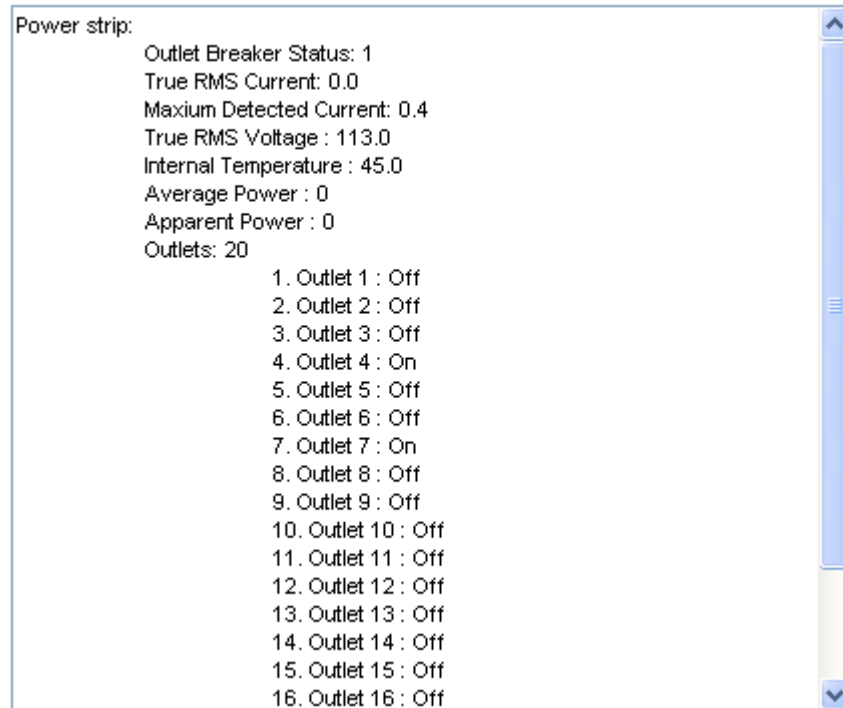 Power strip:
Outlet Breaker Status: 1
True RMS Current: 0.0
Maxium Detected Current: 0.4
True RMS Voltage : 113.0
Internal Temperature : 45.0
Average Power : 0
Apparent Power : 0
Outlets: 20
1. Outlet 1 : Off
2. Outlet 2 : Off
3. Outlet 3 : Off
4. Outlet 4 : On
5. Outlet 5 : Off
6. Outlet 6 : Off
7. Outlet 7 : On
8. Outlet 8 : Off
9. Outlet 9 : Off
10. Outlet 10 : Off
11. Outlet 11 : Off
12. Outlet 12 : Off
13. Outlet 13 : Off
14. Outlet 14 : Off
15. Outlet 15 : Off
16. Outlet 16 : Off